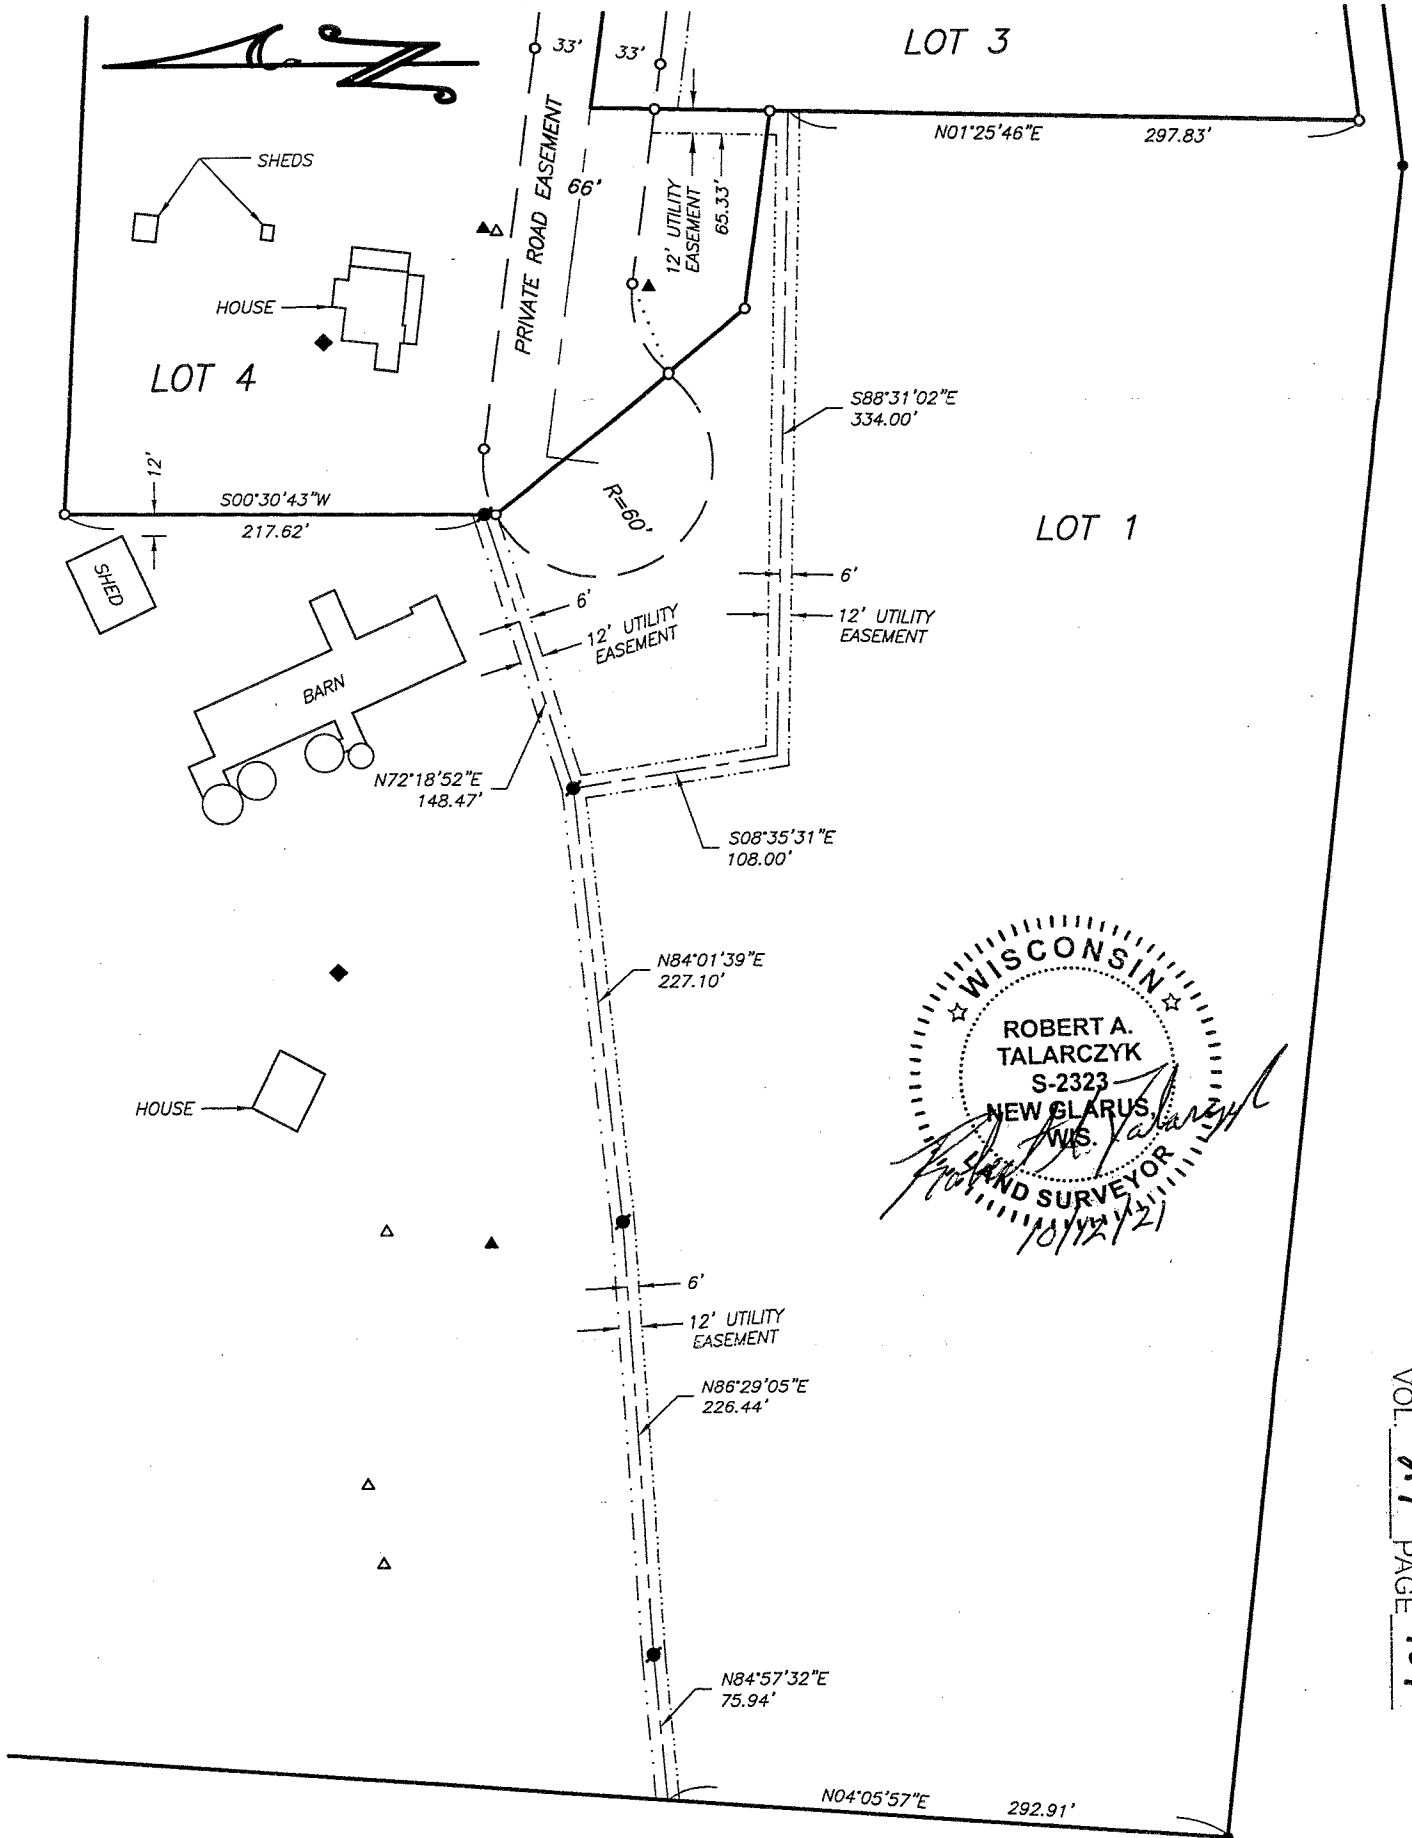 33'
33'
LOT 3
N01°25'46"E 297.83'
SHEDS
PRIVATE ROAD EASEMENT
66'
12' UTILITY
EASEMENT
65.33'
HOUSE
LOT 4
S88°31'02"E
334.00'
12'
S00°30'43"W
217.62'
R=60'
LOT 1
SHED
6'
12' UTILITY
EASEMENT
6'
12' UTILITY
EASEMENT
BARN
N72°18'52"E
148.47'
S08°35'31"E
108.00'
N84°01'39"E
227.10'
WISCONSIN
ROBERT A.
TALARCZYK
S-2323
NEW GLARUS,
WIS.
LAND SURVEYOR
Robert A. Talarczyk
10/12/21
HOUSE
6'
12' UTILITY
EASEMENT
N86°29'05"E
226.44'
VOL. PAGE
N84°57'32"E
75.94'
N04°05'57"E 292.91'